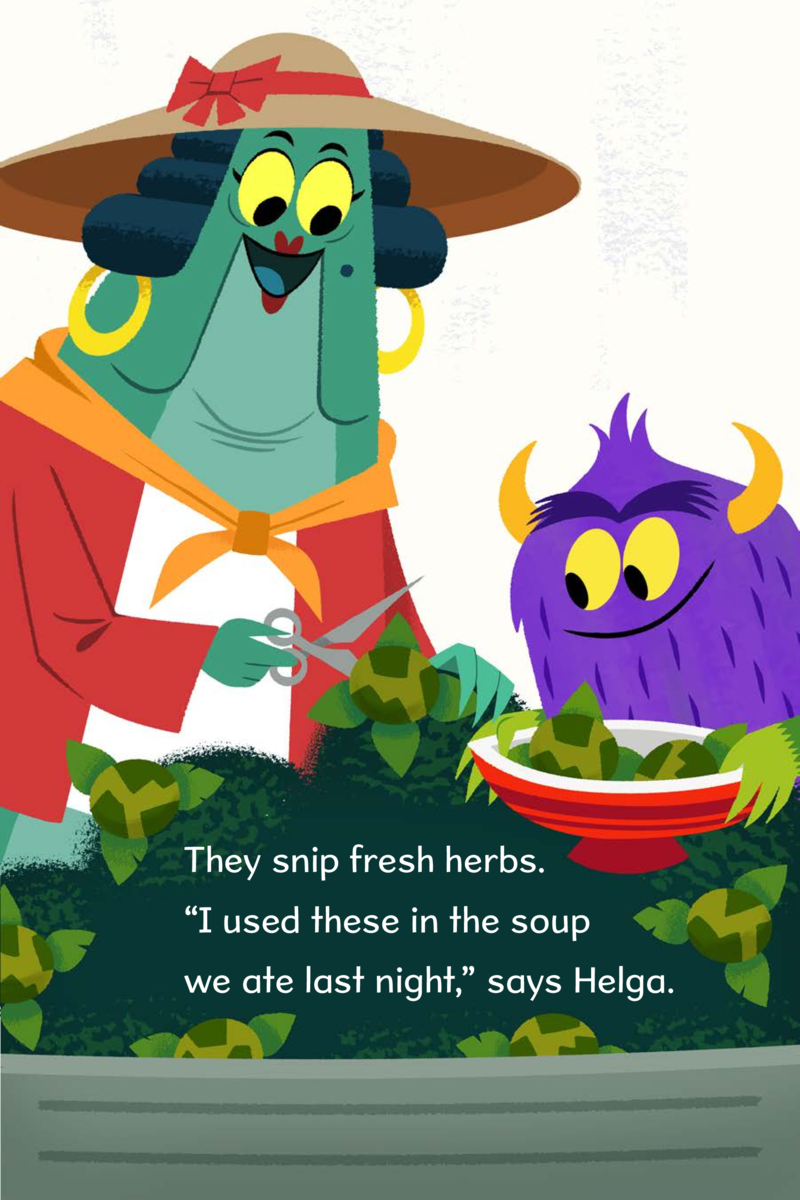 They snip fresh herbs.
“I used these in the soup
we ate last night,” says Helga.